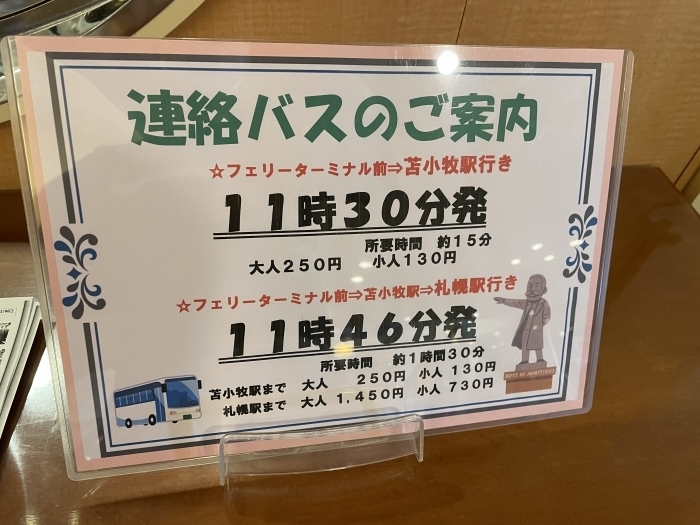 連絡バスのご案内
☆フェリーターミナル前⇒苫小牧駅行き
11時30分発
所要時間 約15分
大人250円 小人130円
☆フェリーターミナル前⇒苫小牧駅⇒札幌駅行き
11時46分発
所要時間 約1時間30分
苫小牧駅まで 大人 250円 小人 130円
札幌駅まで 大人 1,450円 小人 730円
BOYS BE AMBITIOUS